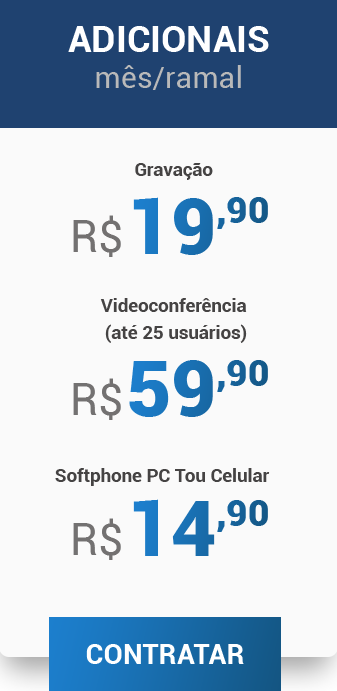 ADICIONAIS
mês/ramal
Gravação
R$ 19,90
Videoconferência
(até 25 usuários)
R$ 59,90
Softphone PC Tou Celular
R$ 14,90
CONTRATAR